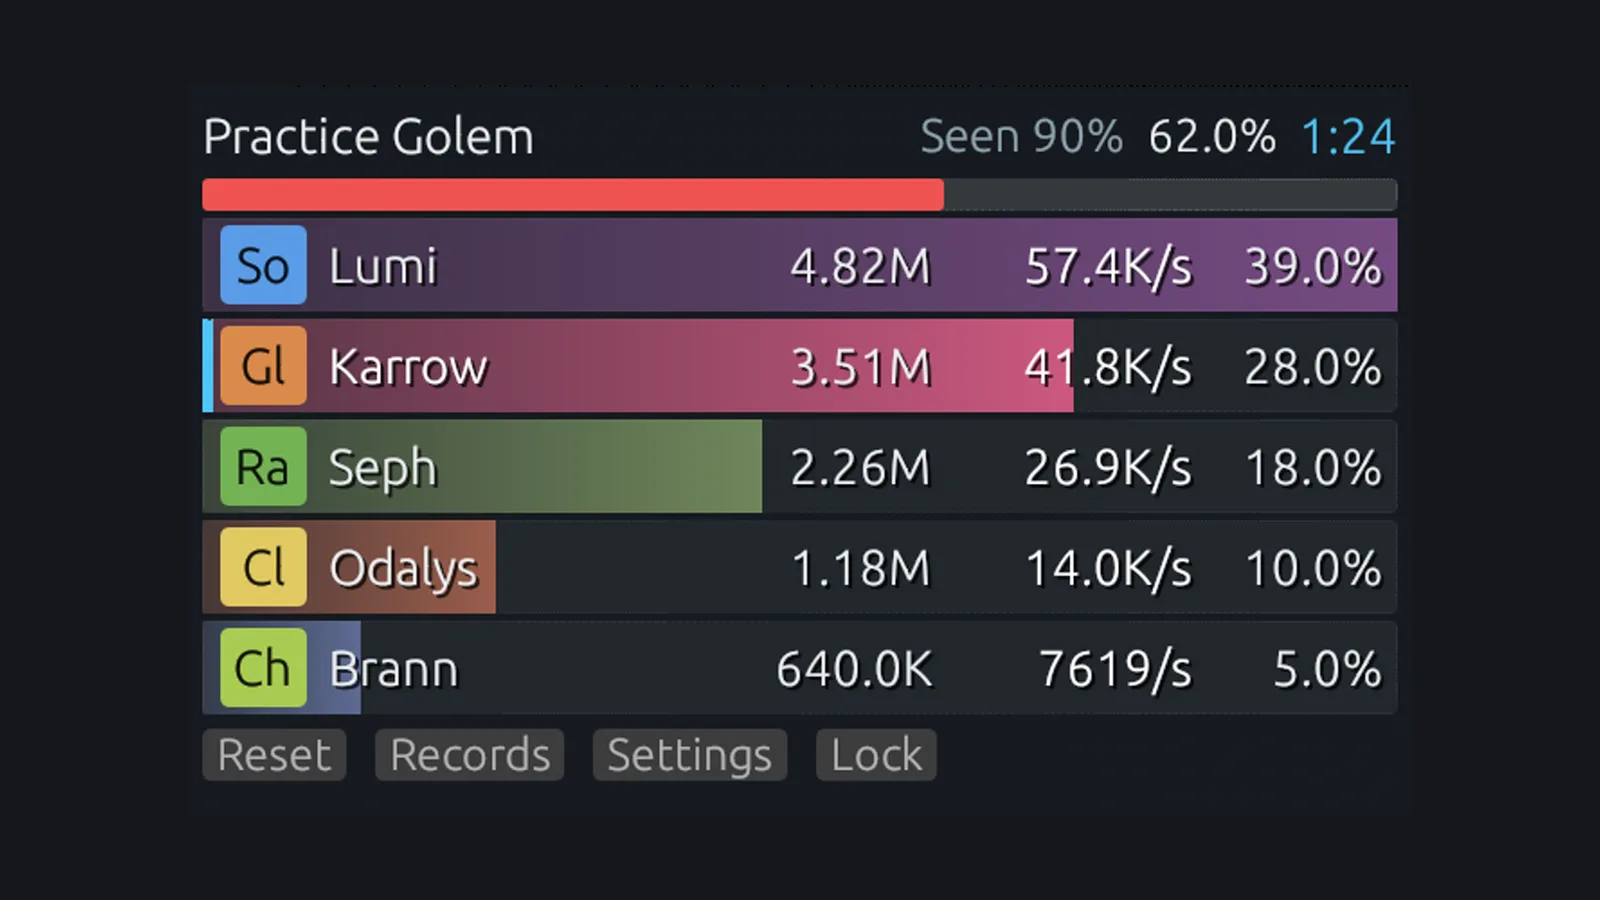 Practice Golem Seen 90% 62.0% 1:24
So Lumi 4.82M 57.4K/s 39.0%
Gl Karrow 3.51M 41.8K/s 28.0%
Ra Seph 2.26M 26.9K/s 18.0%
Cl Odalys 1.18M 14.0K/s 10.0%
Ch Brann 640.0K 7619/s 5.0%
Reset Records Settings Lock